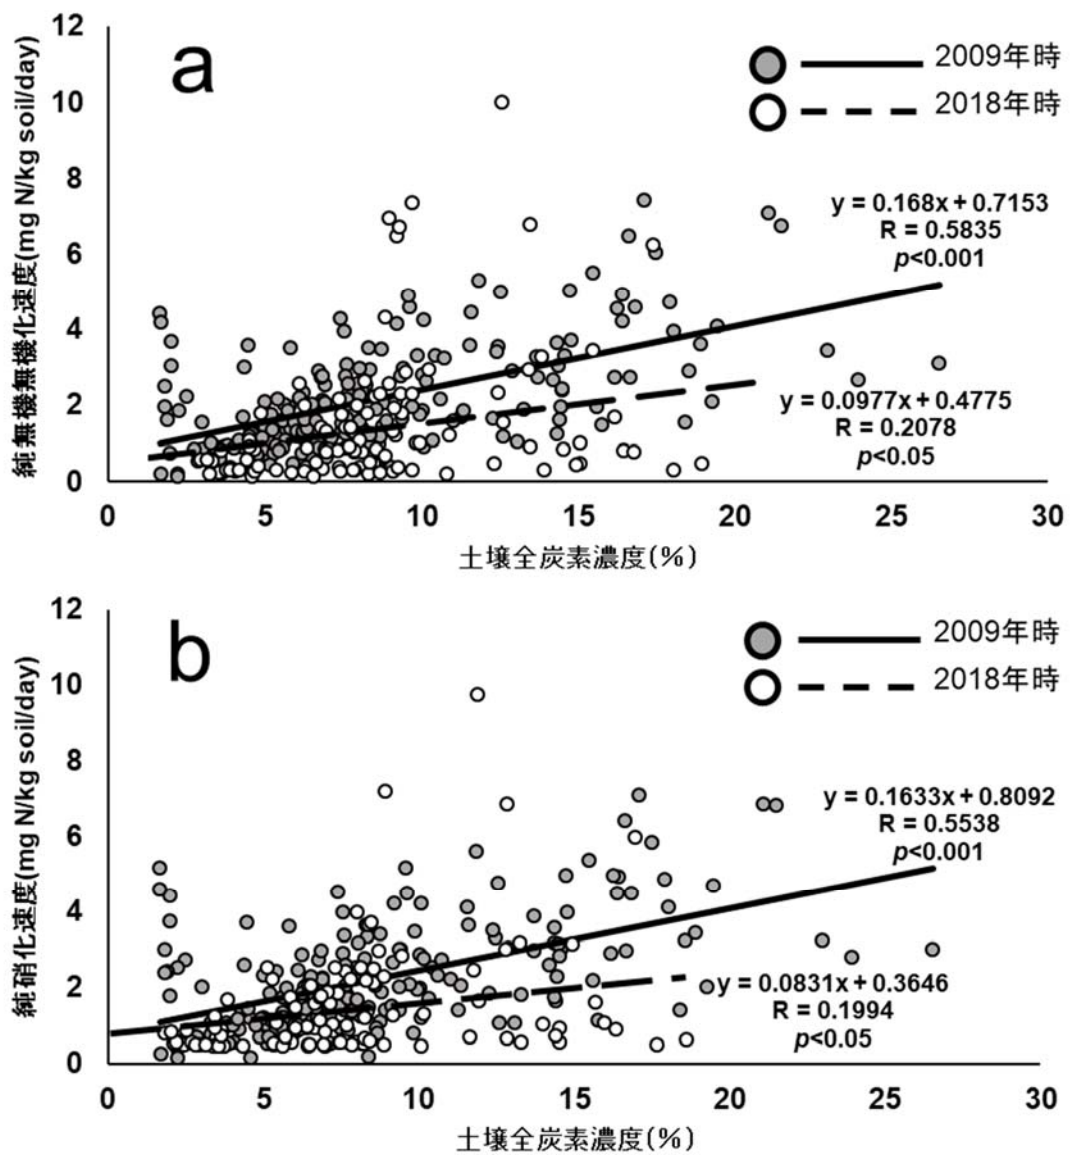 a
2009年時
2018年時
純無機無機化速度(mg N/kg soil/day)
12
10
8
6
4
2
0
y = 0.168x + 0.7153
R = 0.5835
p<0.001
y = 0.0977x + 0.4775
R = 0.2078
p<0.05
0 5 10 15 20 25 30
土壌全炭素濃度(%)
b
2009年時
2018年時
純硝化速度(mg N/kg soil/day)
12
10
8
6
4
2
0
y = 0.1633x + 0.8092
R = 0.5538
p<0.001
y = 0.0831x + 0.3646
R = 0.1994
p<0.05
0 5 10 15 20 25 30
土壌全炭素濃度(%)